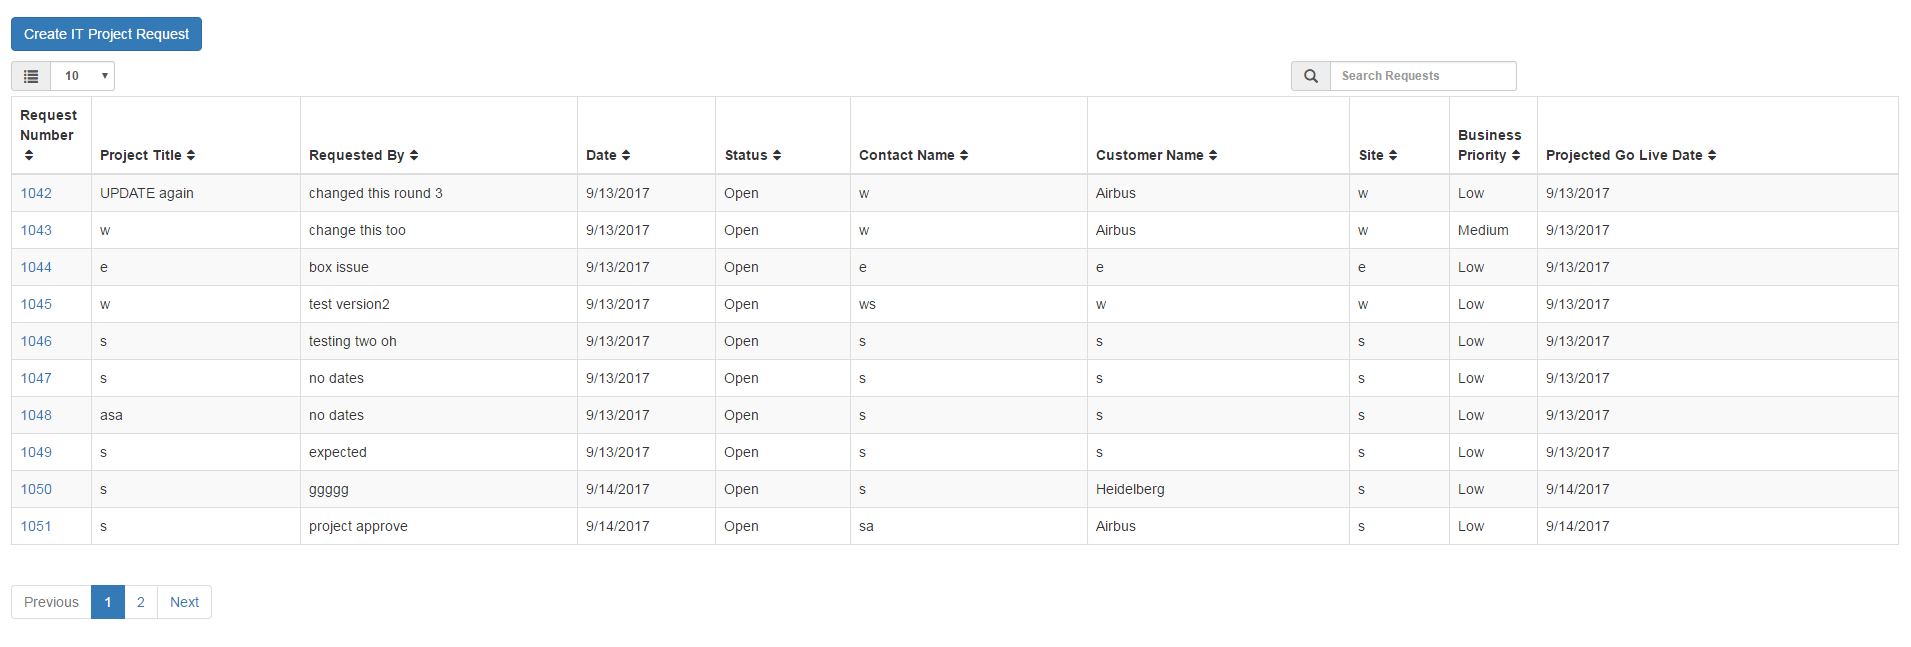 Create IT Project Request
10
Search Requests
Request Number Project Title Requested By Date Status Contact Name Customer Name Site Business Priority Projected Go Live Date
1042 UPDATE again changed this round 3 9/13/2017 Open w Airbus w Low 9/13/2017
1043 w change this too 9/13/2017 Open w Airbus w Medium 9/13/2017
1044 e box issue 9/13/2017 Open e e e Low 9/13/2017
1045 w test version2 9/13/2017 Open ws w w Low 9/13/2017
1046 s testing two oh 9/13/2017 Open s s s Low 9/13/2017
1047 s no dates 9/13/2017 Open s s s Low 9/13/2017
1048 asa no dates 9/13/2017 Open s s s Low 9/13/2017
1049 s expected 9/13/2017 Open s s s Low 9/13/2017
1050 s ggggg 9/14/2017 Open s Heidelberg s Low 9/14/2017
1051 s project approve 9/14/2017 Open sa Airbus s Low 9/14/2017
Previous 1 2 Next